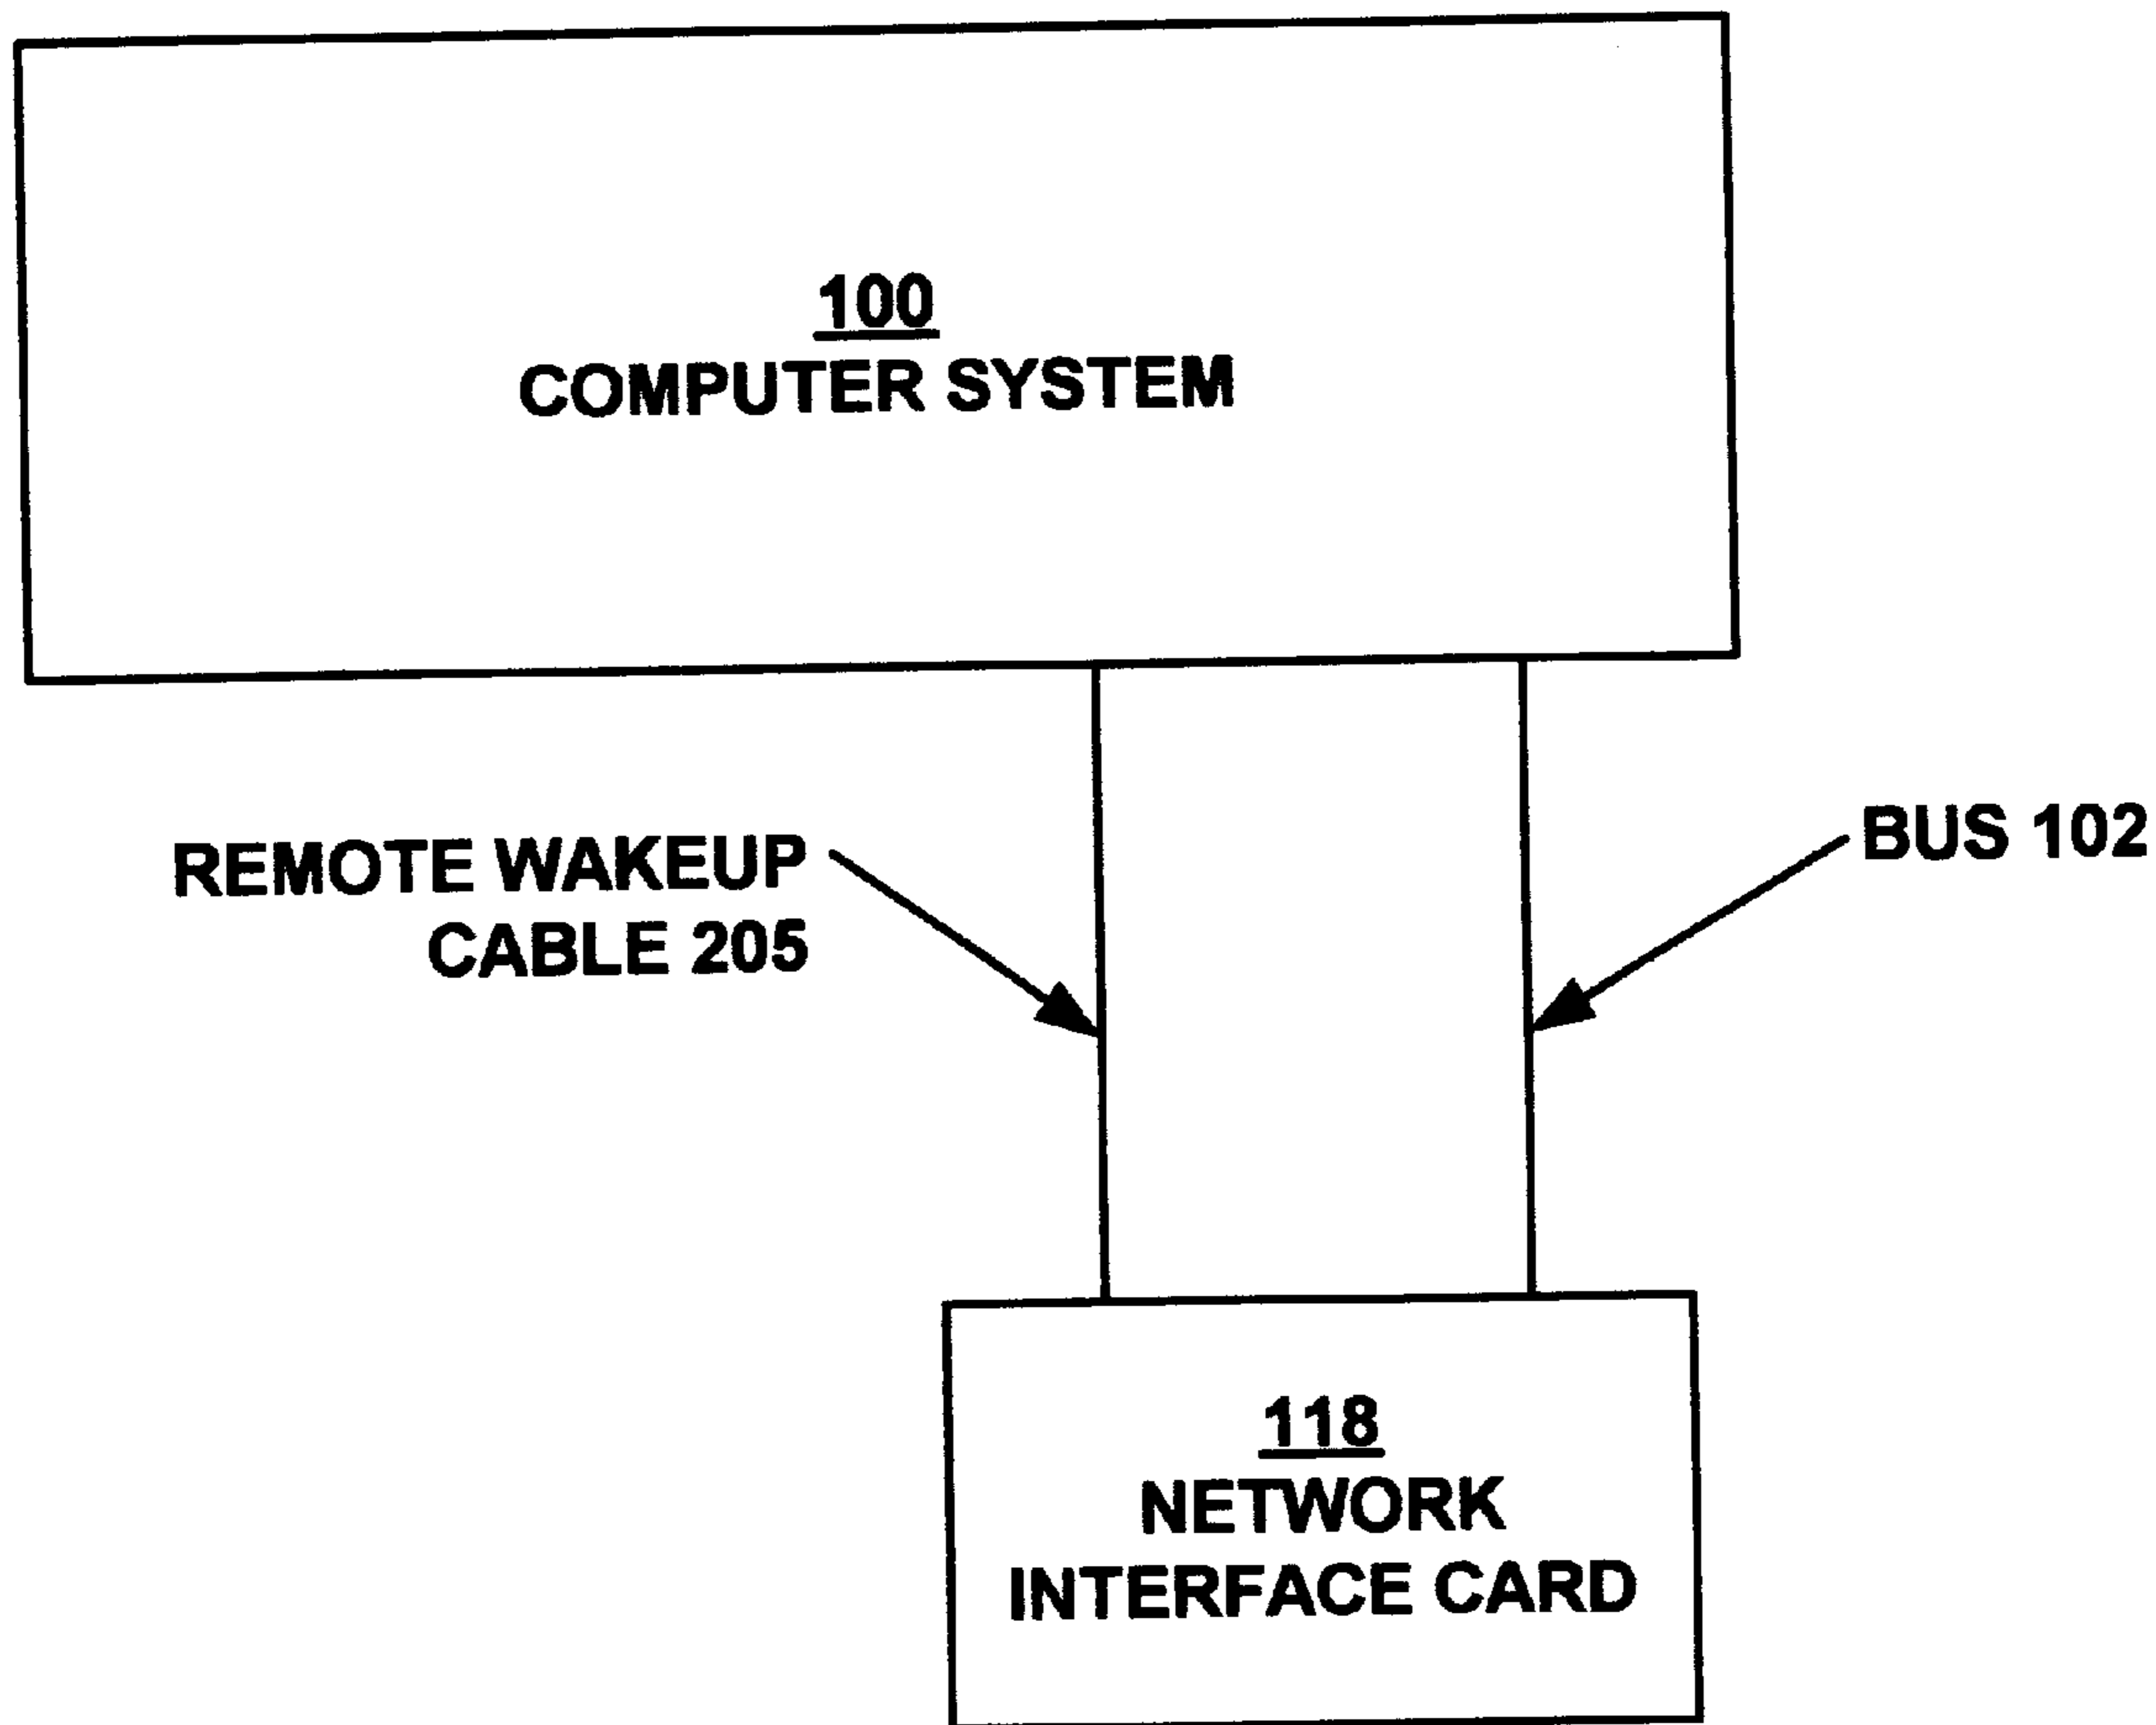 100
COMPUTER SYSTEM
REMOTE WAKEUP
CABLE 205
BUS 102
118
NETWORK
INTERFACE CARD